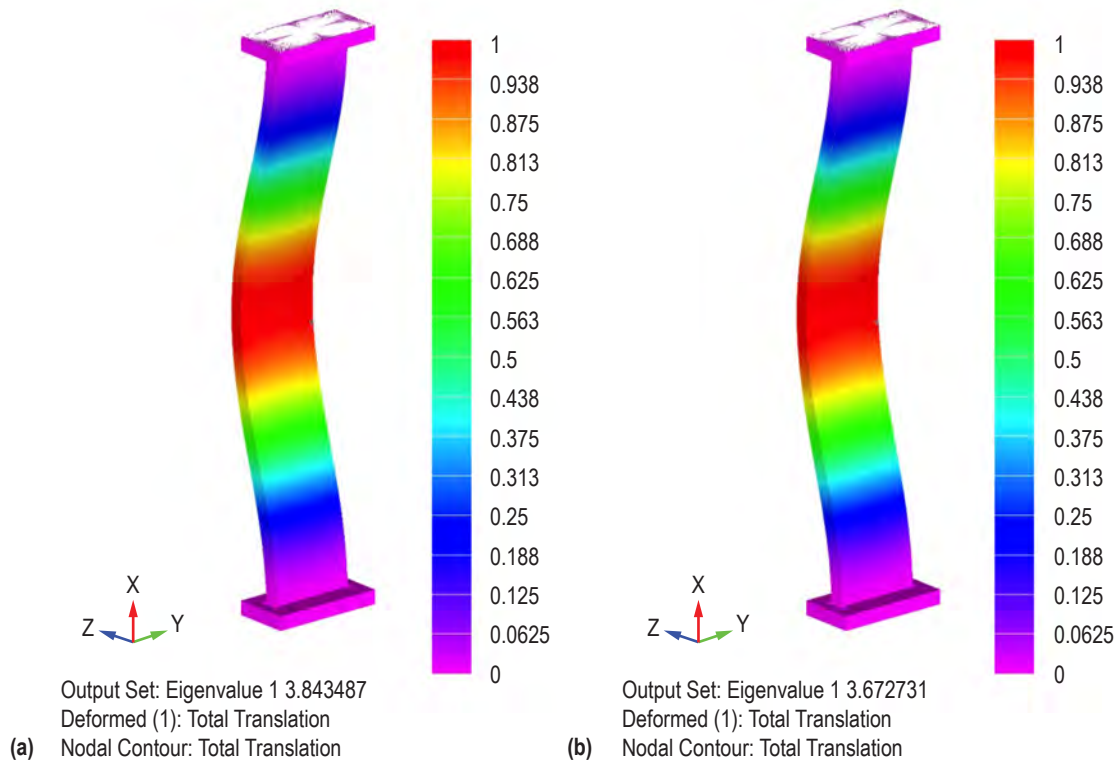 1
0.938
0.875
0.813
0.75
0.688
0.625
0.563
0.5
0.438
0.375
0.313
0.25
0.188
0.125
0.0625
0
X
Z
Y
Output Set: Eigenvalue 1 3.843487
Deformed (1): Total Translation
(a) Nodal Contour: Total Translation
1
0.938
0.875
0.813
0.75
0.688
0.625
0.563
0.5
0.438
0.375
0.313
0.25
0.188
0.125
0.0625
0
X
Z
Y
Output Set: Eigenvalue 1 3.672731
Deformed (1): Total Translation
(b) Nodal Contour: Total Translation